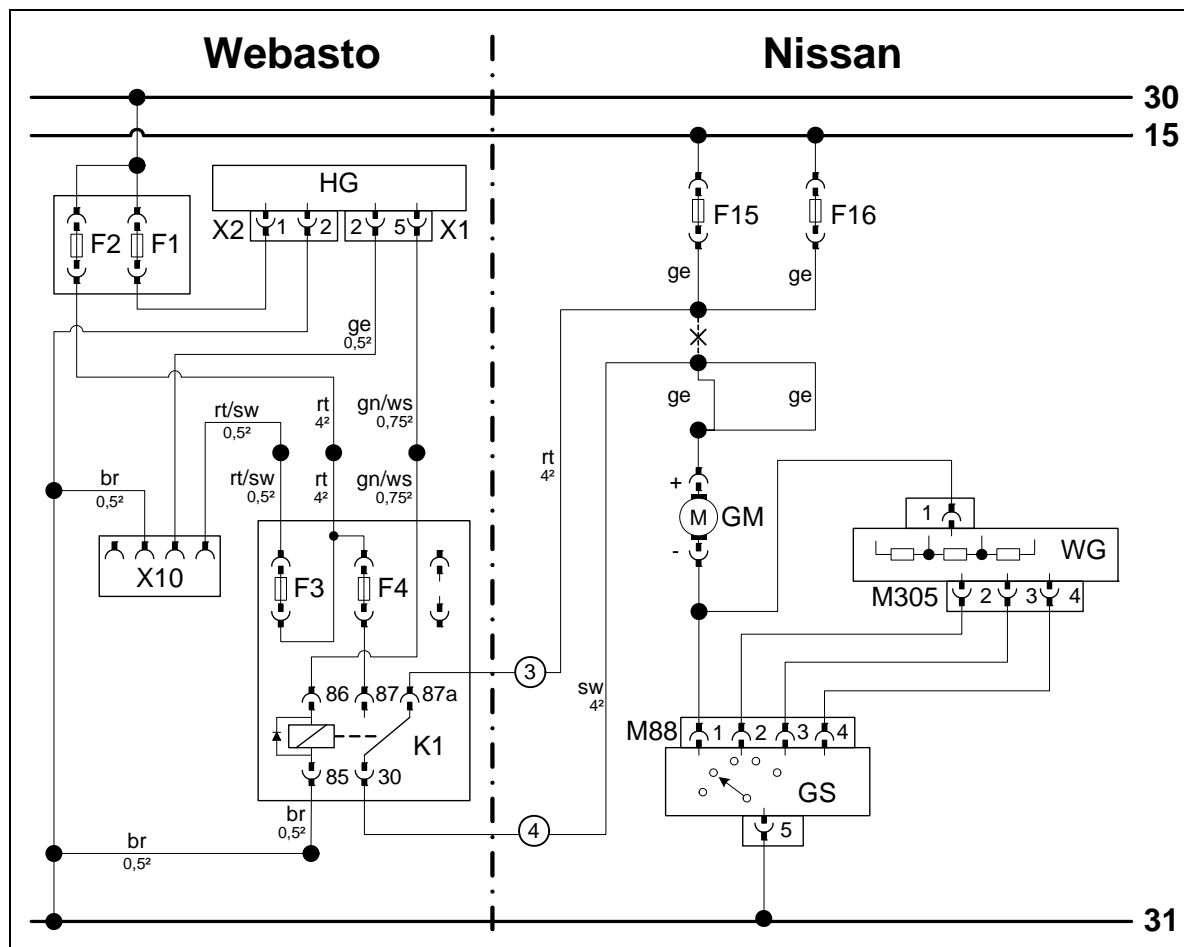 Webasto
Nissan
30
15
HG
X2
1
2
2
5
X1
F2
F1
F15
F16
ge
ge
ge
0,5²
rt/sw
0,5²
rt
4²
gn/ws
0,75²
ge
ge
br
0,5²
rt/sw
0,5²
rt
4²
gn/ws
0,75²
rt
4²
+
M
GM
-
1
WG
X10
F3
F4
M305
2
3
4
86
87
87a
3
sw
4²
M88
1
2
3
4
K1
85
30
GS
br
0,5²
4
5
br
0,5²
31